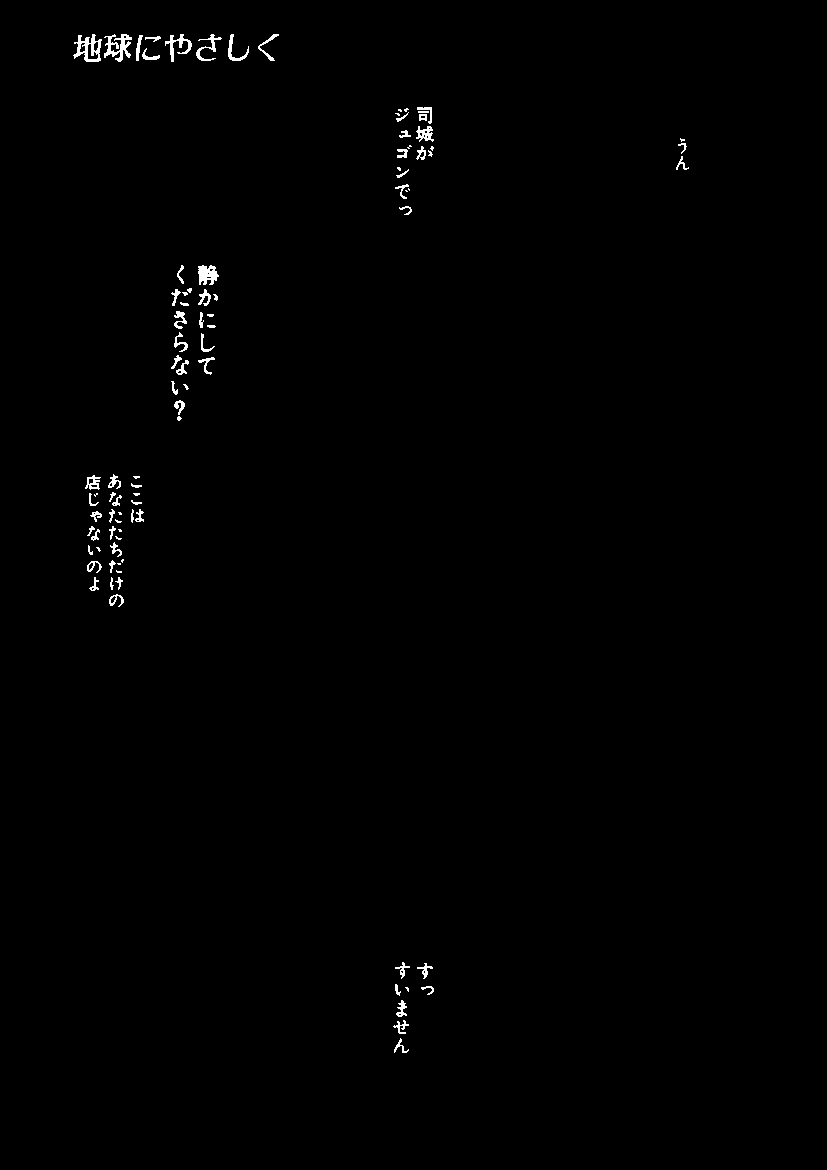 地球にやさしく
うん
司城が
ジュゴンでっ
静かにして
くださらない?
ここは
あなたたちだけの
店じゃないのよ
すっ
すいません